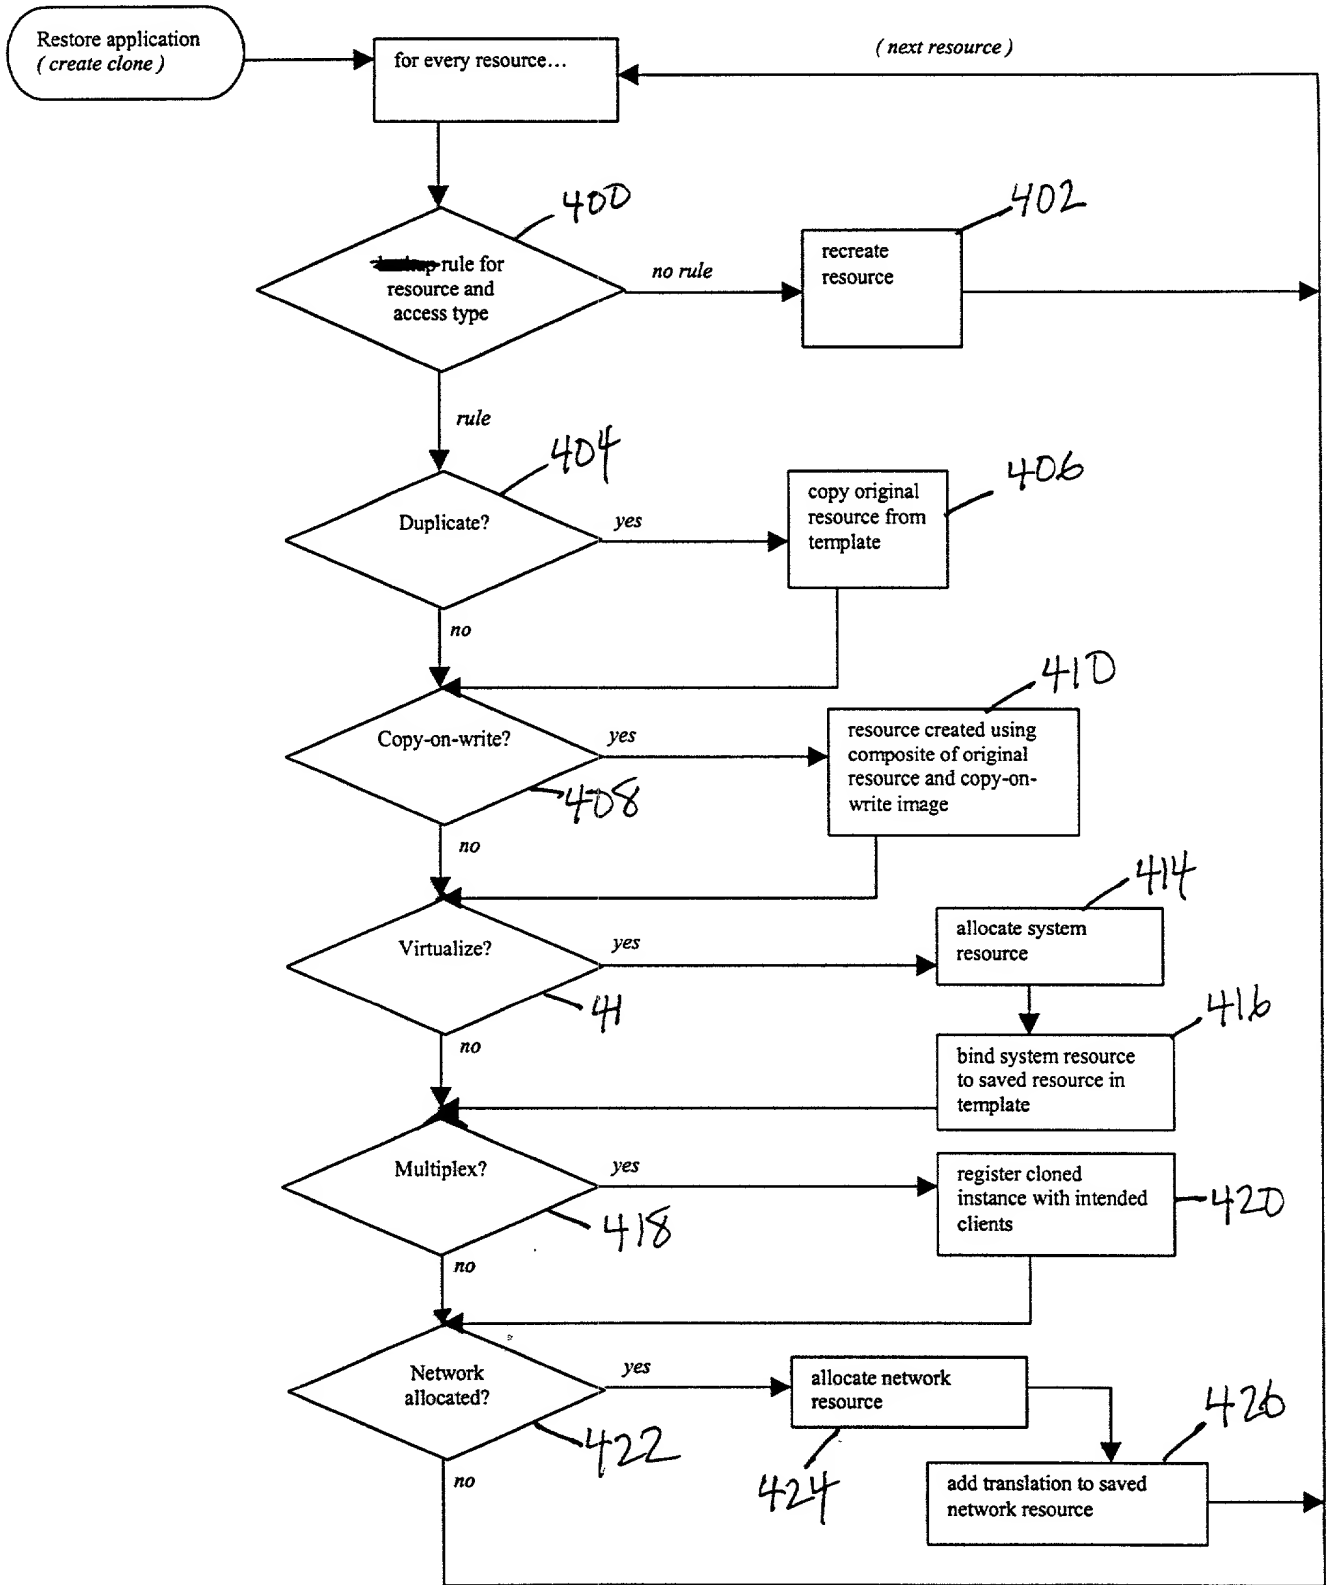 Restore application
( create clone )
for every resource...
( next resource )
400
rule for
resource and
access type
no rule
402
recreate
resource
rule
404
Duplicate?
yes
406
copy original
resource from
template
no
410
Copy-on-write?
yes
resource created using
composite of original
resource and copy-on-
write image
408
no
414
Virtualize?
yes
allocate system
resource
41
no
416
bind system resource
to saved resource in
template
Multiplex?
yes
register cloned
instance with intended
clients
420
418
no
Network
allocated?
yes
allocate network
resource
426
422
424
no
add translation to saved
network resource